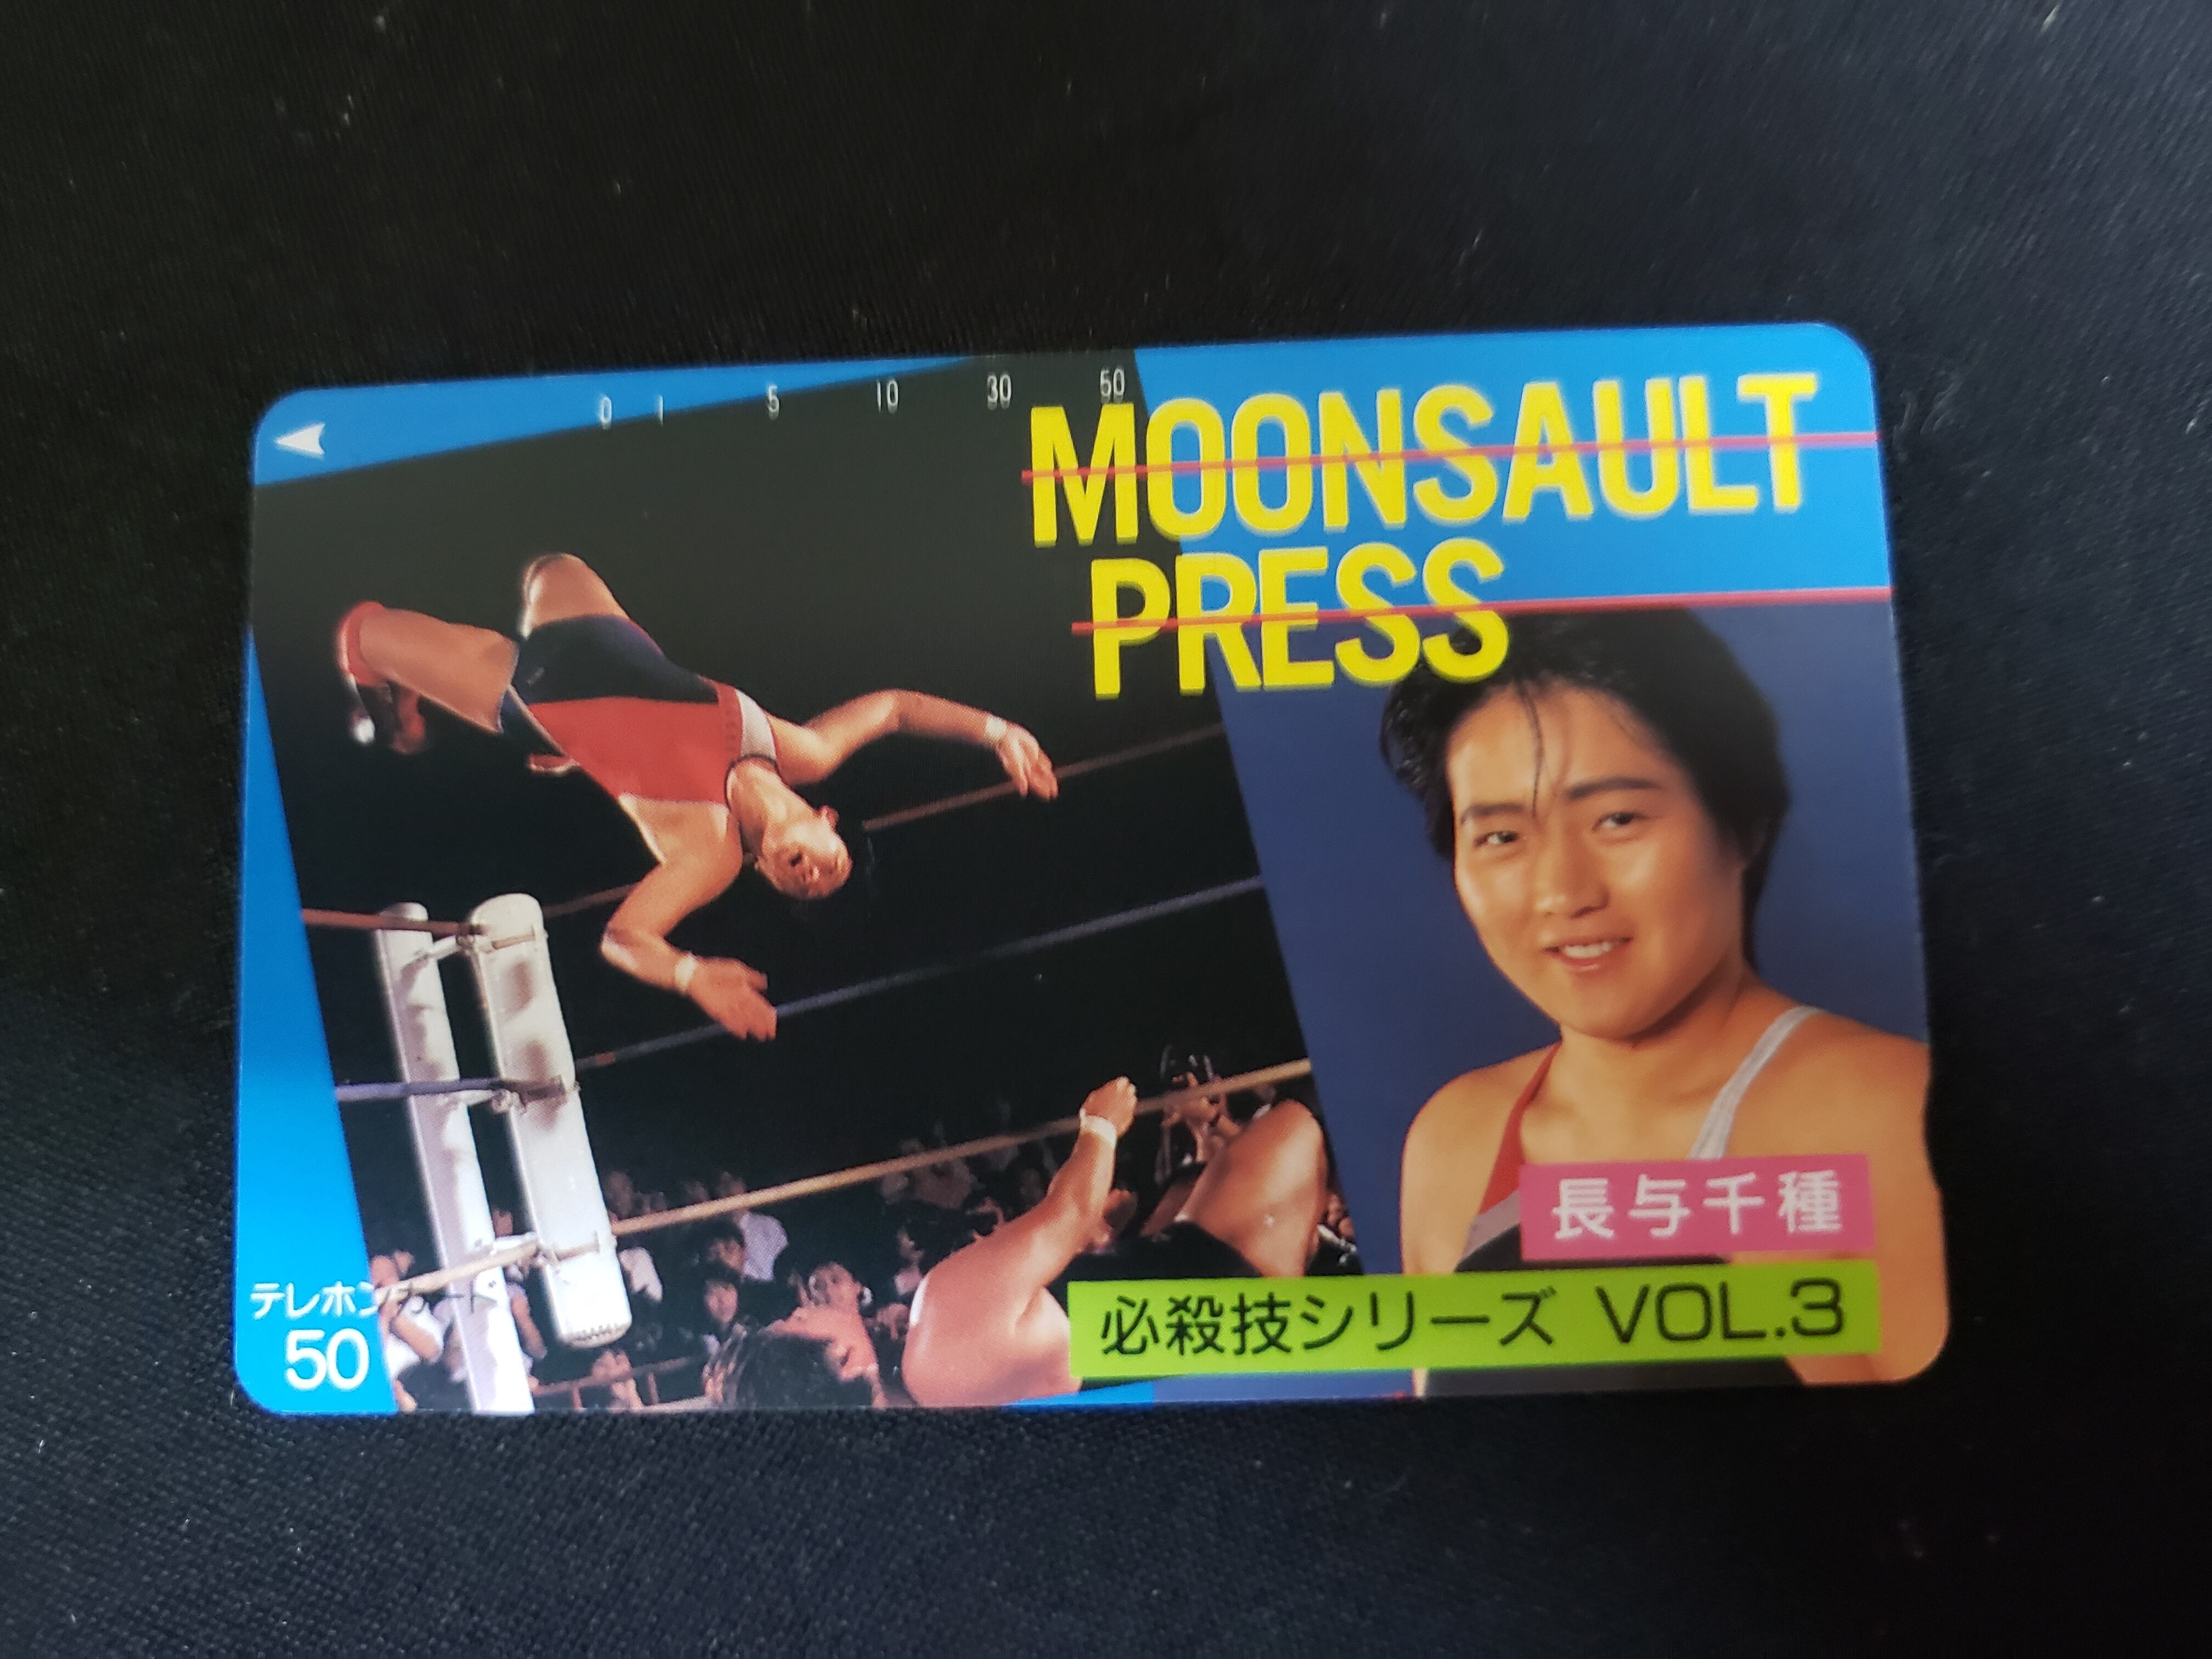 0 1 5 10 30 50
MOONSAULT
PRESS
長与千種
必殺技シリーズ VOL.3
テレホンカード
50